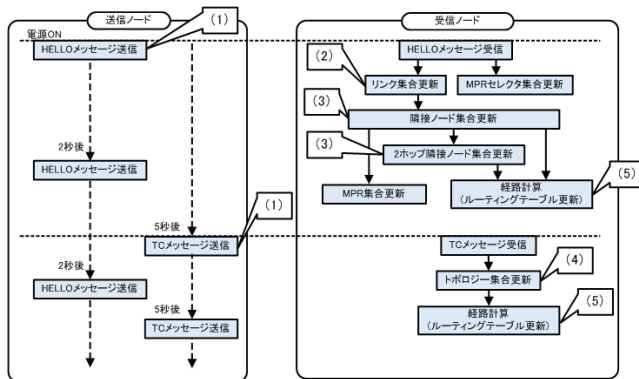 送信ノード
(1)
電源ON
HELLOメッセージ送信
2秒後
HELLOメッセージ送信
(1)
5秒後
TCメッセージ送信
2秒後
HELLOメッセージ送信
5秒後
TCメッセージ送信
受信ノード
HELLOメッセージ受信
(2)
リンク集合更新
MPRセレクタ集合更新
(3)
隣接ノード集合更新
(3)
2ホップ隣接ノード集合更新
(5)
MPR集合更新
経路計算
(ルーティングテーブル更新)
TCメッセージ受信
(4)
トポロジー集合更新
(5)
経路計算
(ルーティングテーブル更新)